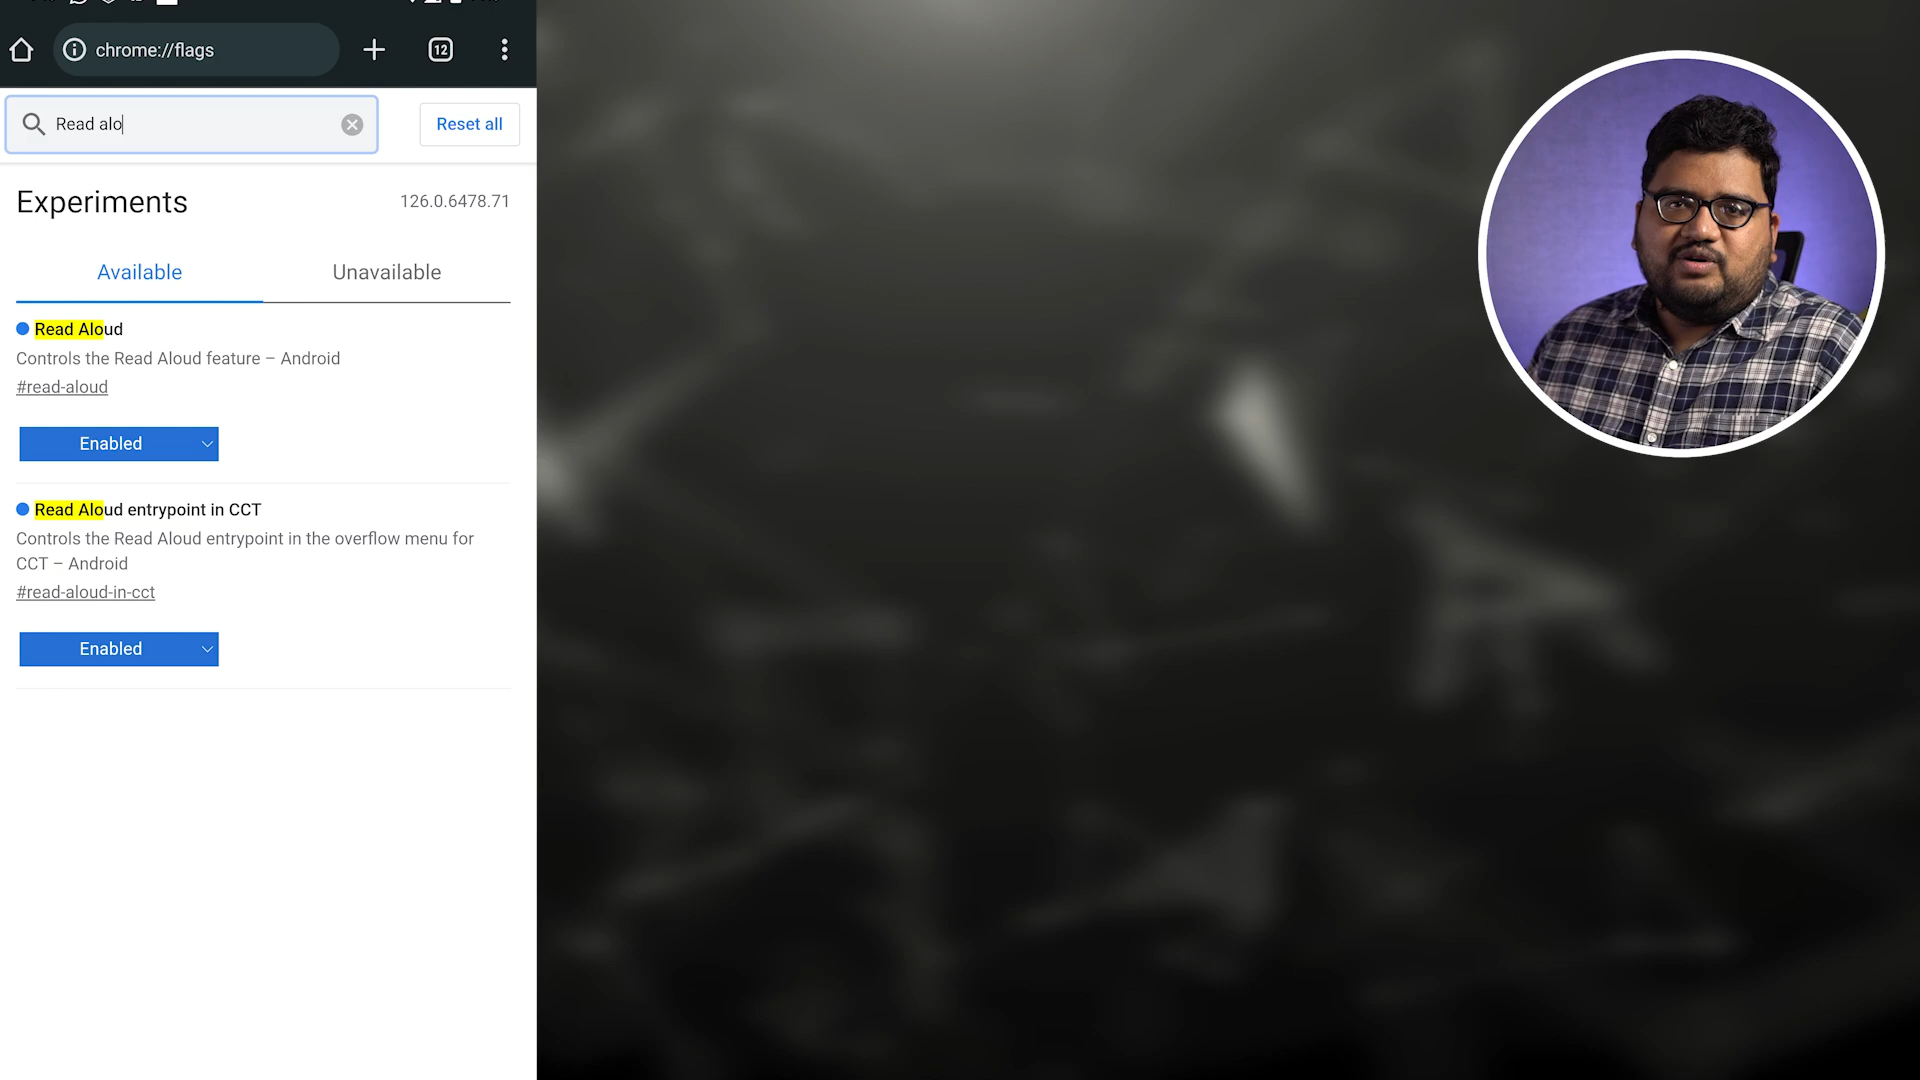 chrome://flags
12
Read alo
Reset all
Experiments
126.0.6478.71
Available
Unavailable
Read Aloud
Controls the Read Aloud feature – Android
#read-aloud
Enabled
Read Aloud entrypoint in CCT
Controls the Read Aloud entrypoint in the overflow menu for
CCT – Android
#read-aloud-in-cct
Enabled